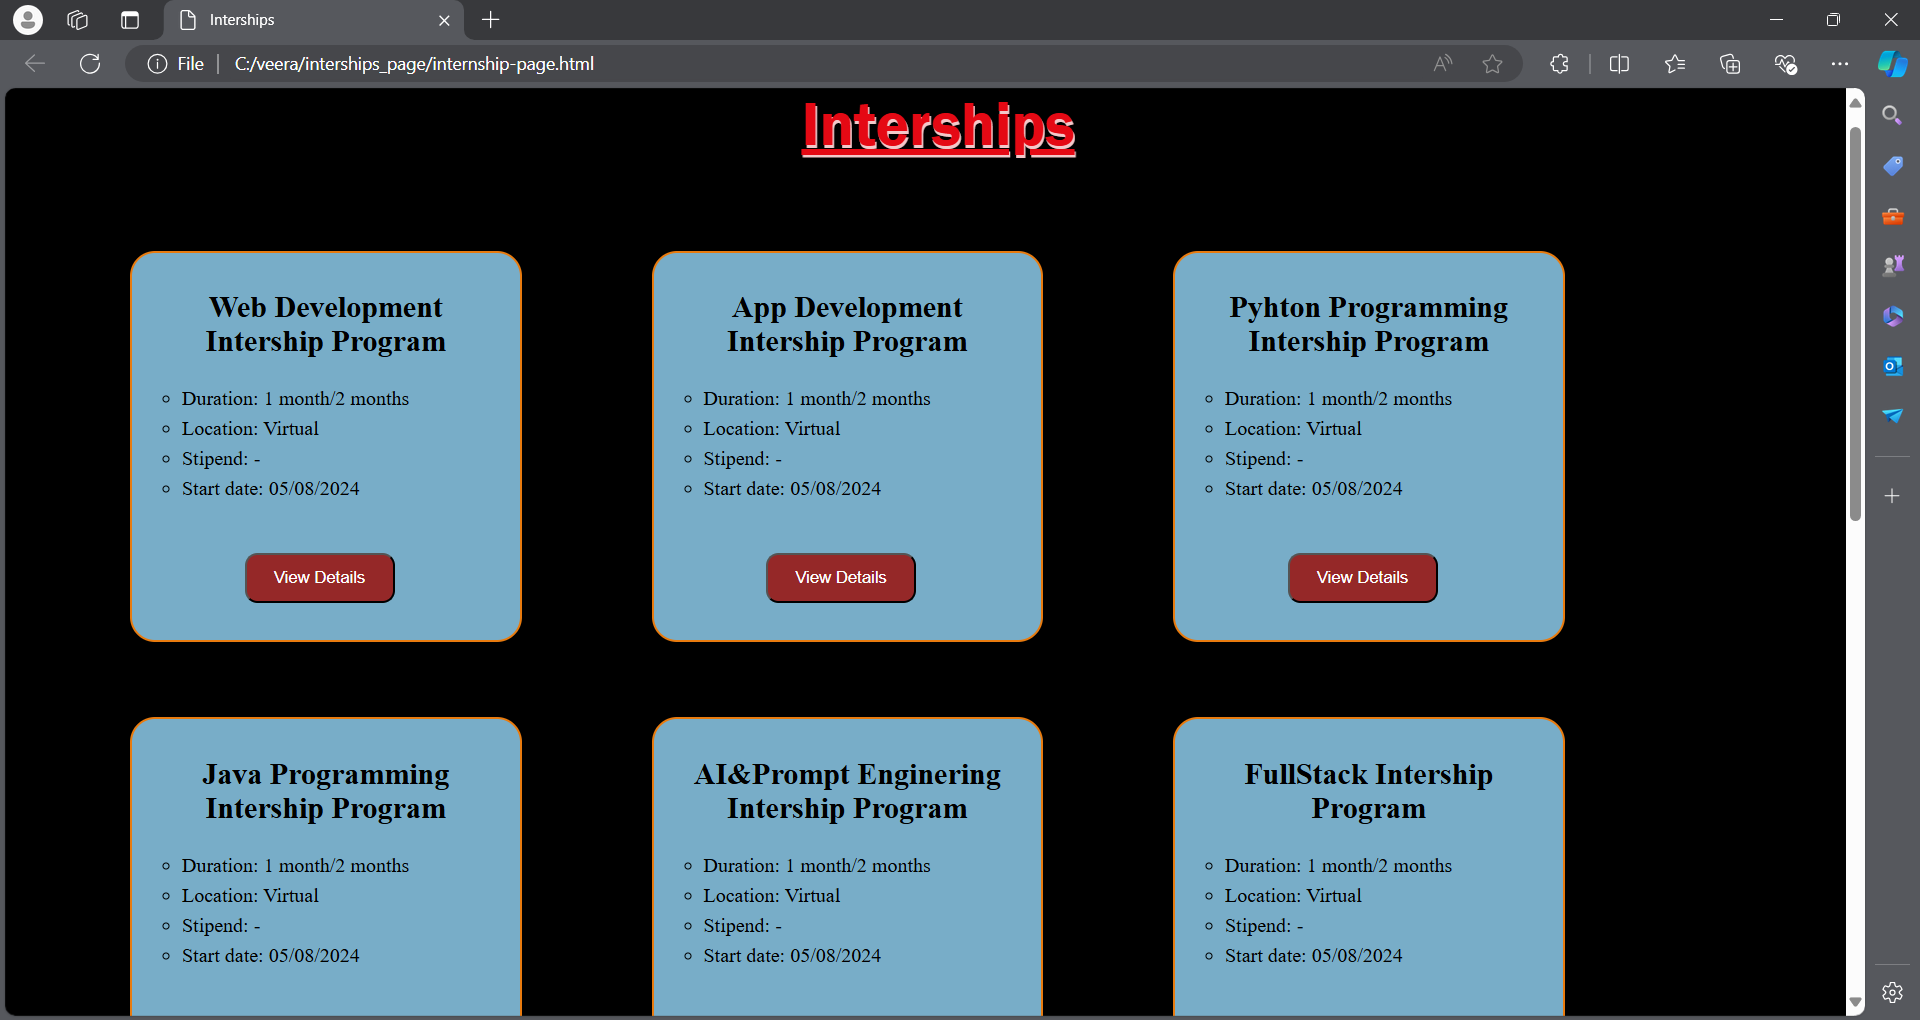 Interships
File
C:/veera/interships_page/internship-page.html
Interships
Web Development
Intership Program
Duration: 1 month/2 months
Location: Virtual
Stipend: -
Start date: 05/08/2024
View Details
App Development
Intership Program
Duration: 1 month/2 months
Location: Virtual
Stipend: -
Start date: 05/08/2024
View Details
Pyhton Programming
Intership Program
Duration: 1 month/2 months
Location: Virtual
Stipend: -
Start date: 05/08/2024
View Details
Java Programming
Intership Program
Duration: 1 month/2 months
Location: Virtual
Stipend: -
Start date: 05/08/2024
AI&Prompt Enginering
Intership Program
Duration: 1 month/2 months
Location: Virtual
Stipend: -
Start date: 05/08/2024
FullStack Intership
Program
Duration: 1 month/2 months
Location: Virtual
Stipend: -
Start date: 05/08/2024